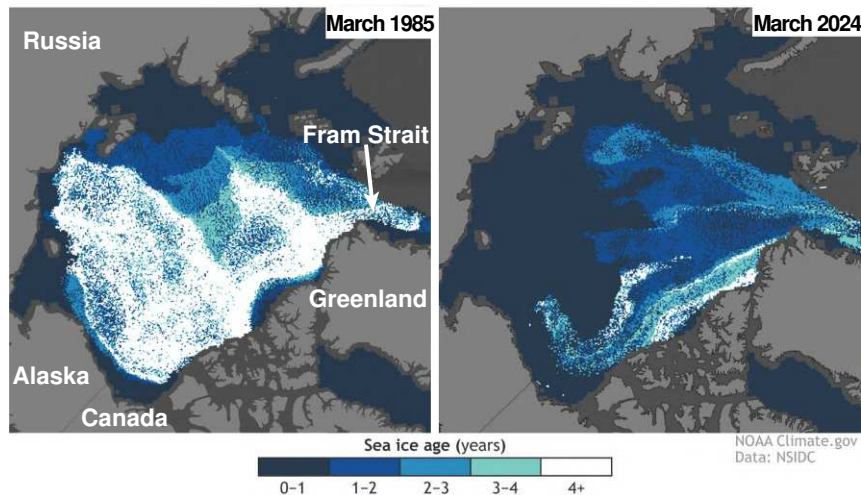 March 1985
March 2024
Russia
Fram Strait
Greenland
Alaska
Canada
Sea ice age (years)
0-1 1-2 2-3 3-4 4+
NOAA Climate.gov
Data: NSIDC